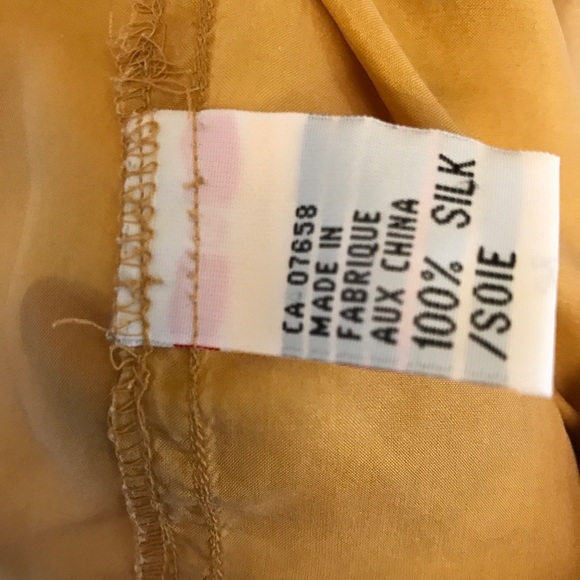 CA 07658
MADE IN
FABRIQUE
AUX CHINA
100% SILK
/SOIE